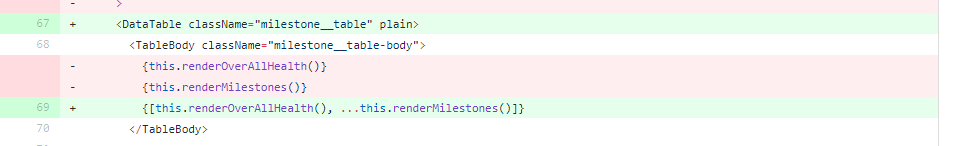 - >
67 + <DataTable className="milestone__table" plain>
68 <TableBody className="milestone__table-body">
- {this.renderOverAllHealth()}
- {this.renderMilestones()}
69 + {[this.renderOverAllHealth(), ...this.renderMilestones()]}
70 </TableBody>